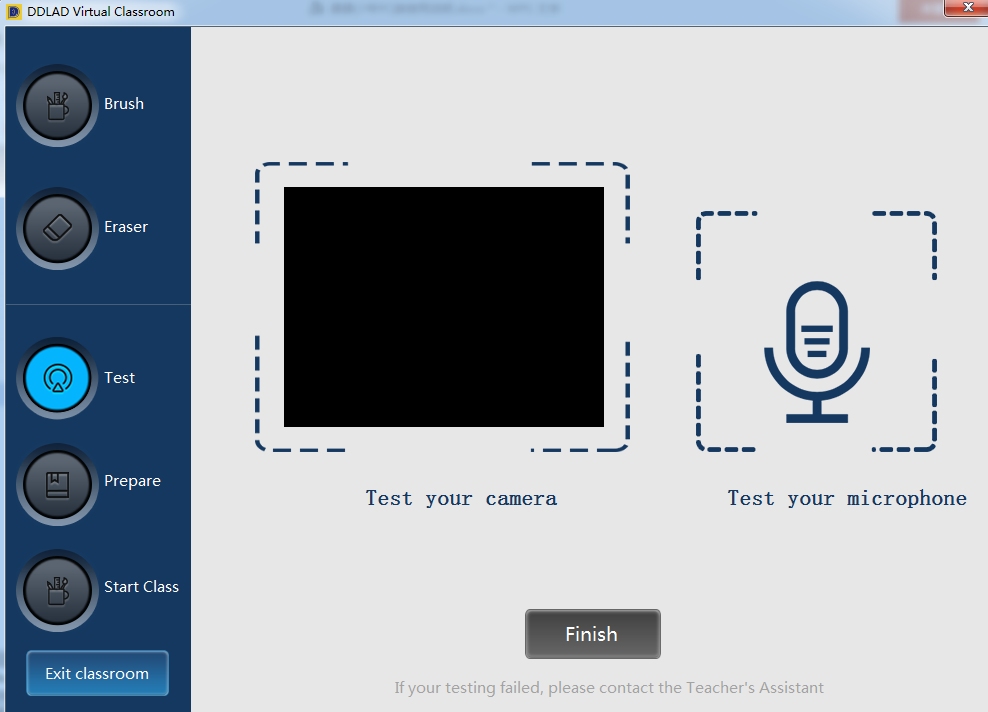 DDLAD Virtual Classroom
Brush
Eraser
Test
Prepare
Start Class
Exit classroom
Test your camera
Test your microphone
Finish
If your testing failed, please contact the Teacher's Assistant